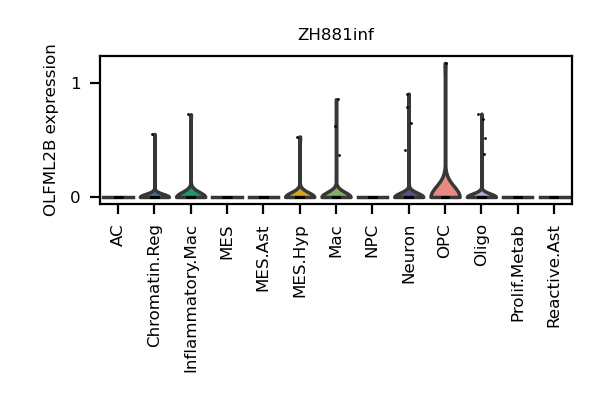 ZH881inf
OLFML2B expression
1
0
AC
Chromatin.Reg
Inflammatory.Mac
MES
MES.Ast
MES.Hyp
Mac
NPC
Neuron
OPC
Oligo
Prolif.Metab
Reactive.Ast